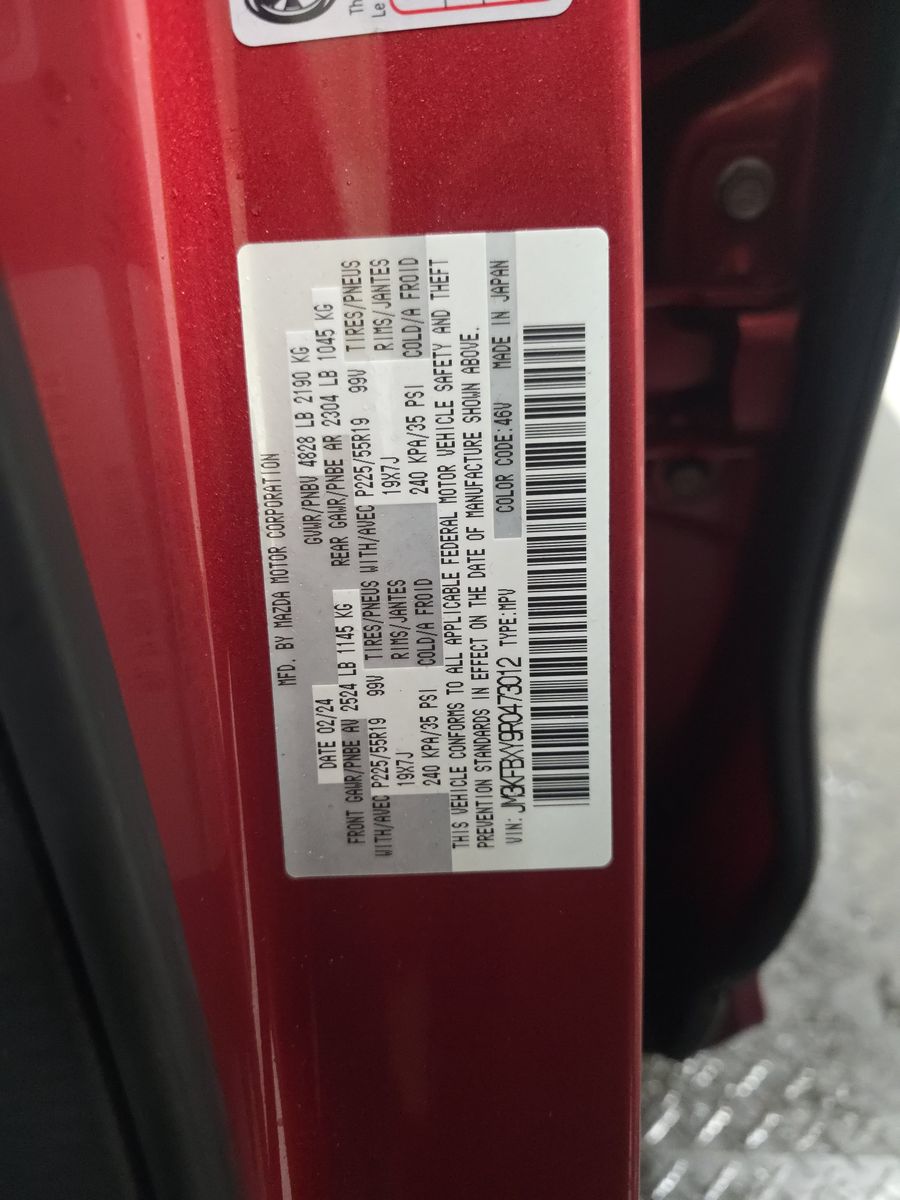 Th
Le
MFD. BY MAZDA MOTOR CORPORATION
DATE 02/24 GVWR/PNBV 4828 LB 2190 KG
FRONT GAWR/PNBE AV 2524 LB 1145 KG REAR GAWR/PNBE AR 2304 LB 1045 KG
WITH/AVEC P225/55R19 99V TIRES/PNEUS WITH/AVEC P225/55R19 99V TIRES/PNEUS
19X7J RIMS/JANTES 19X7J RIMS/JANTES
240 KPA/35 PSI COLD/A FROID 240 KPA/35 PSI COLD/A FROID
THIS VEHICLE CONFORMS TO ALL APPLICABLE FEDERAL MOTOR VEHICLE SAFETY AND THEFT
PREVENTION STANDARDS IN EFFECT ON THE DATE OF MANUFACTURE SHOWN ABOVE.
VIN: JM3KFBXY9R0473012 TYPE:MPV COLOR CODE:46V MADE IN JAPAN